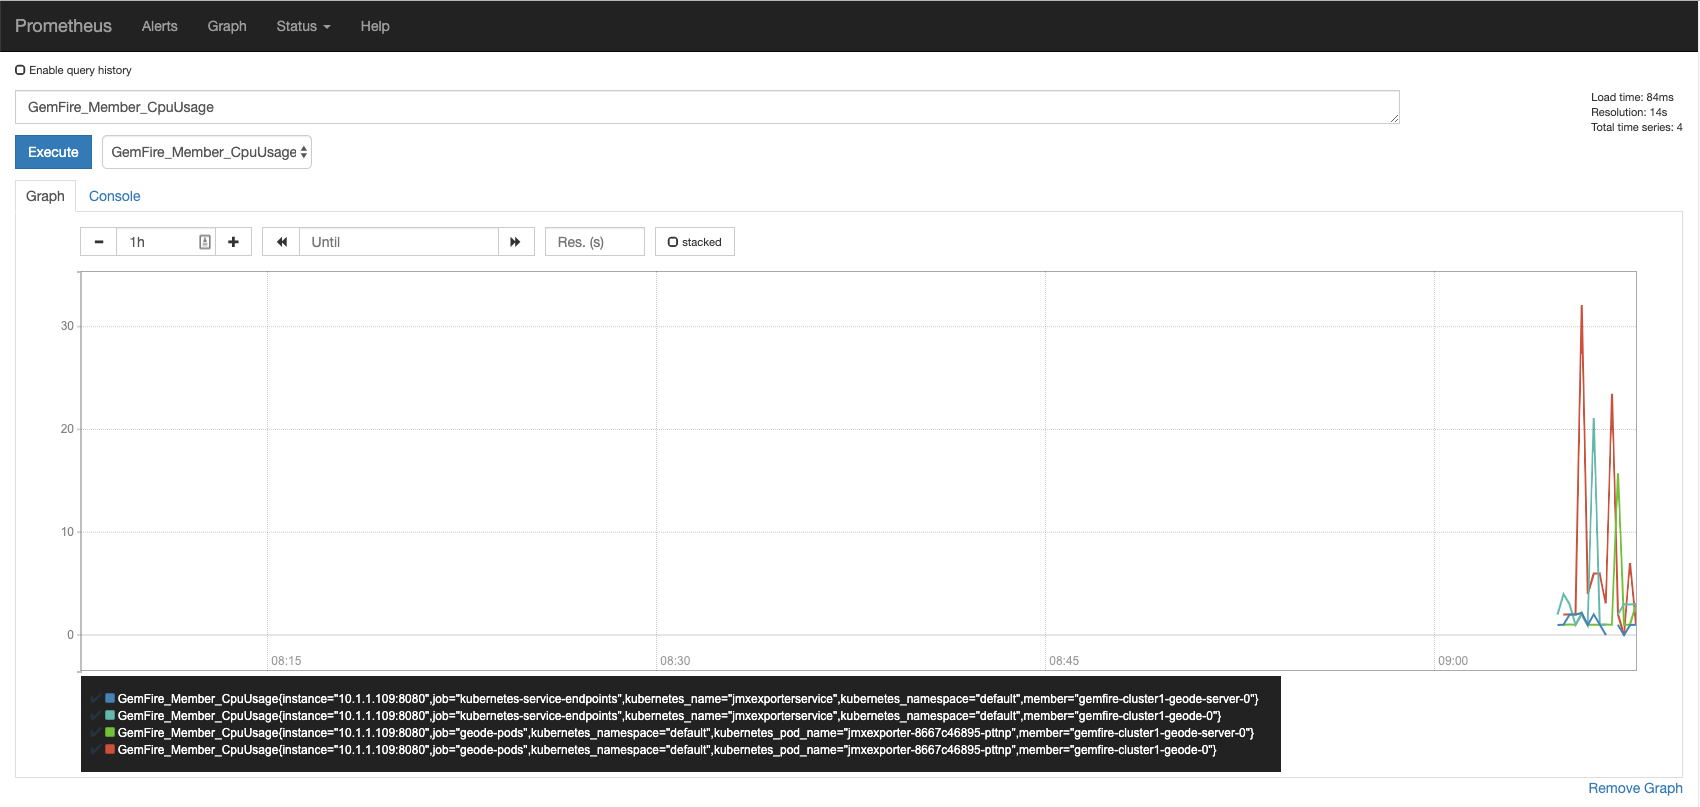 Prometheus Alerts Graph Status Help
Enable query history
GemFire_Member_CpuUsage
Load time: 84ms
Resolution: 14s
Total time series: 4
Execute GemFire_Member_CpuUsage
Graph Console
1h Until Res. (s) stacked
30
20
10
0
08:15 08:30 08:45 09:00
GemFire_Member_CpuUsage{instance="10.1.1.109:8080",job="kubernetes-service-endpoints",kubernetes_name="jmxexporterservice",kubernetes_namespace="default",member="gemfire-cluster1-geode-server-0"}
GemFire_Member_CpuUsage{instance="10.1.1.109:8080",job="kubernetes-service-endpoints",kubernetes_name="jmxexporterservice",kubernetes_namespace="default",member="gemfire-cluster1-geode-0"}
GemFire_Member_CpuUsage{instance="10.1.1.109:8080",job="geode-pods",kubernetes_namespace="default",kubernetes_pod_name="jmxexporter-8667c46895-pttnp",member="gemfire-cluster1-geode-server-0"}
GemFire_Member_CpuUsage{instance="10.1.1.109:8080",job="geode-pods",kubernetes_namespace="default",kubernetes_pod_name="jmxexporter-8667c46895-pttnp",member="gemfire-cluster1-geode-0"}
Remove Graph